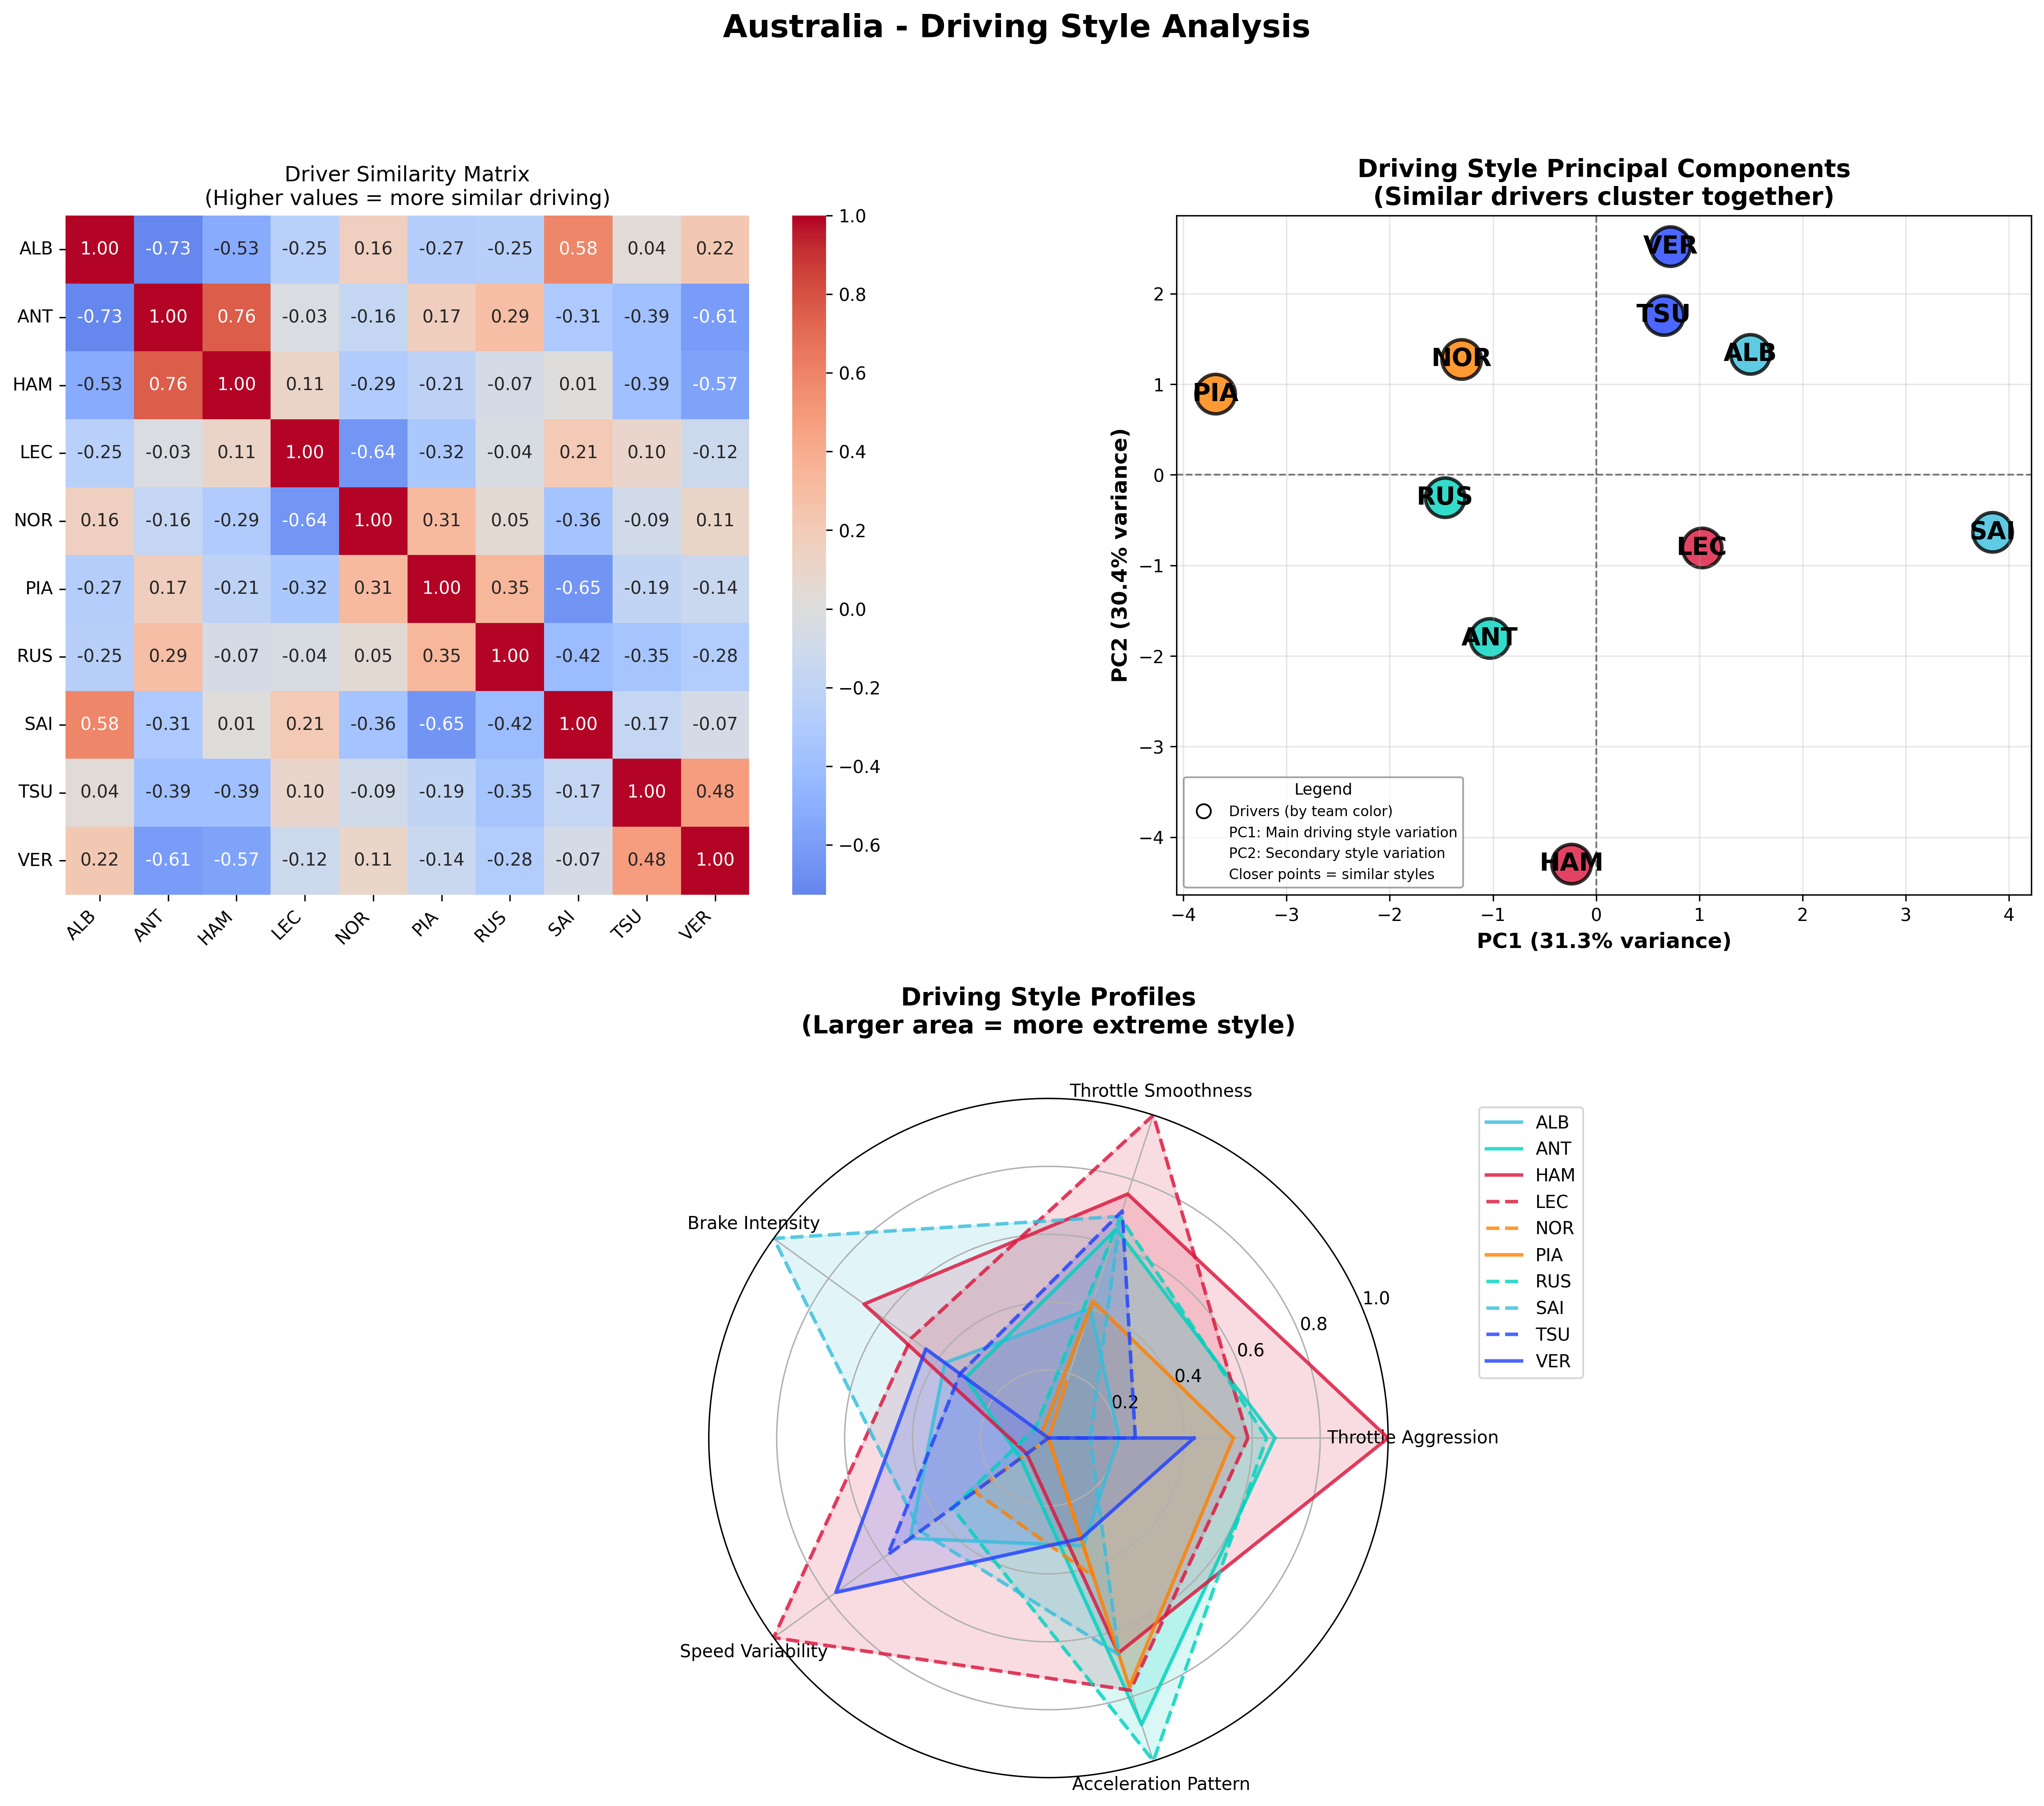 Australia - Driving Style Analysis
Driver Similarity Matrix
(Higher values = more similar driving)
ALB 1.00 -0.73 -0.53 -0.25 0.16 -0.27 -0.25 0.58 0.04 0.22
ANT -0.73 1.00 0.76 -0.03 -0.16 0.17 0.29 -0.31 -0.39 -0.61
HAM -0.53 0.76 1.00 0.11 -0.29 -0.21 -0.07 0.01 -0.39 -0.57
LEC -0.25 -0.03 0.11 1.00 -0.64 -0.32 -0.04 0.21 0.10 -0.12
NOR 0.16 -0.16 -0.29 -0.64 1.00 0.31 0.05 -0.36 -0.09 0.11
PIA -0.27 0.17 -0.21 -0.32 0.31 1.00 0.35 -0.65 -0.19 -0.14
RUS -0.25 0.29 -0.07 -0.04 0.05 0.35 1.00 -0.42 -0.35 -0.28
SAI 0.58 -0.31 0.01 0.21 -0.36 -0.65 -0.42 1.00 -0.17 -0.07
TSU 0.04 -0.39 -0.39 0.10 -0.09 -0.19 -0.35 -0.17 1.00 0.48
VER 0.22 -0.61 -0.57 -0.12 0.11 -0.14 -0.28 -0.07 0.48 1.00
ALB ANT HAM LEC NOR PIA RUS SAI TSU VER
1.0
0.8
0.6
0.4
0.2
0.0
−0.2
−0.4
−0.6
Driving Style Principal Components
(Similar drivers cluster together)
PC2 (30.4% variance)
2
1
0
−1
−2
−3
−4
VER
TSU
ALB
NOR
PIA
RUS
SAI
LEC
ANT
HAM
Legend
Drivers (by team color)
PC1: Main driving style variation
PC2: Secondary style variation
Closer points = similar styles
−4 −3 −2 −1 0 1 2 3 4
PC1 (31.3% variance)
Driving Style Profiles
(Larger area = more extreme style)
Throttle Smoothness
Brake Intensity
Throttle Aggression
Speed Variability
Acceleration Pattern
1.0
0.8
0.6
0.4
0.2
ALB
ANT
HAM
LEC
NOR
PIA
RUS
SAI
TSU
VER